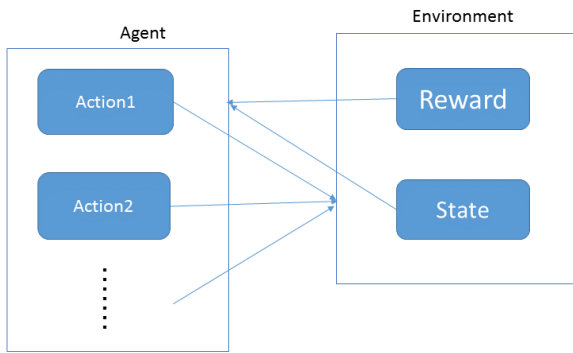 Agent
Environment
Action1
Reward
Action2
State